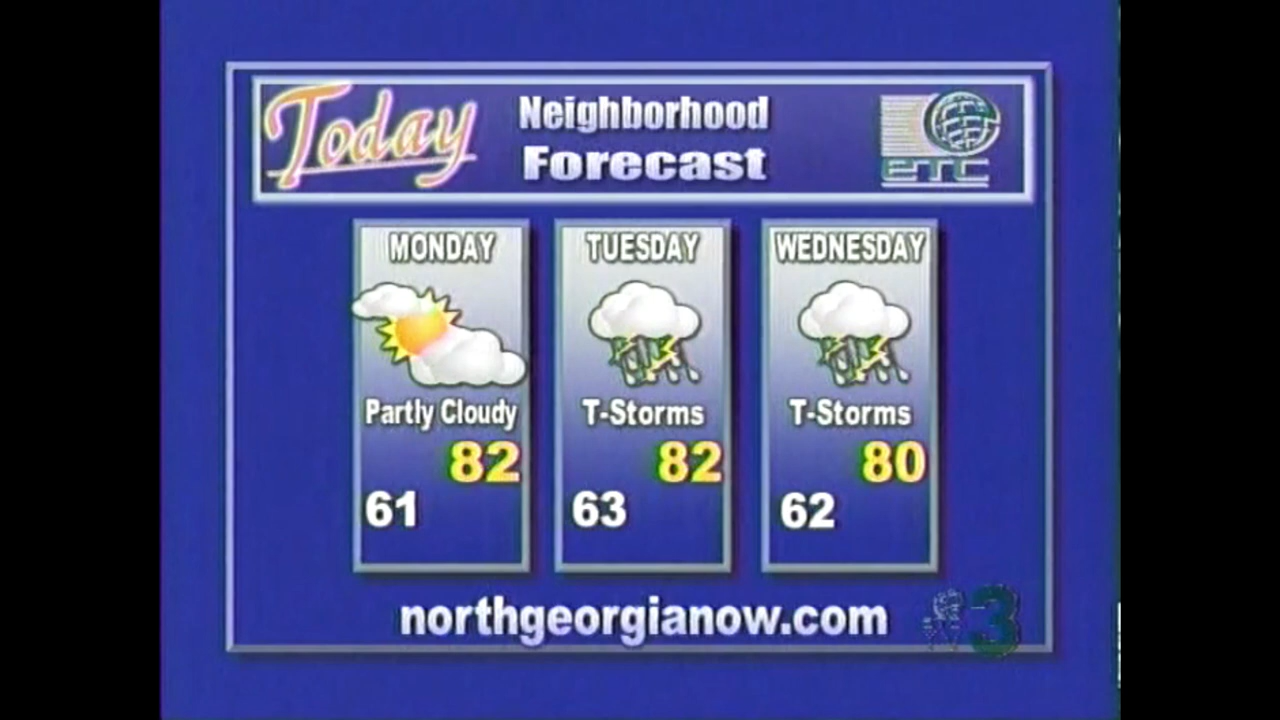 Today
Neighborhood
Forecast
ETC
MONDAY
Partly Cloudy
82
61
TUESDAY
T-Storms
82
63
WEDNESDAY
T-Storms
80
62
northgeorgianow.com
3